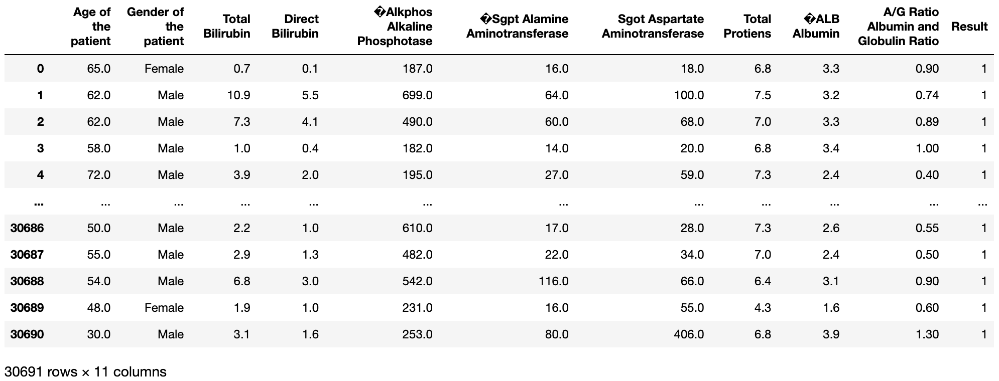 Age of the patient Gender of the patient Total Bilirubin Direct Bilirubin �Alkphos Alkaline Phosphotase �Sgpt Alamine Aminotransferase Sgot Aspartate Aminotransferase Total Protiens �ALB Albumin A/G Ratio Albumin and Globulin Ratio Result
0 65.0 Female 0.7 0.1 187.0 16.0 18.0 6.8 3.3 0.90 1
1 62.0 Male 10.9 5.5 699.0 64.0 100.0 7.5 3.2 0.74 1
2 62.0 Male 7.3 4.1 490.0 60.0 68.0 7.0 3.3 0.89 1
3 58.0 Male 1.0 0.4 182.0 14.0 20.0 6.8 3.4 1.00 1
4 72.0 Male 3.9 2.0 195.0 27.0 59.0 7.3 2.4 0.40 1
... ... ... ... ... ... ... ... ... ... ... ...
30686 50.0 Male 2.2 1.0 610.0 17.0 28.0 7.3 2.6 0.55 1
30687 55.0 Male 2.9 1.3 482.0 22.0 34.0 7.0 2.4 0.50 1
30688 54.0 Male 6.8 3.0 542.0 116.0 66.0 6.4 3.1 0.90 1
30689 48.0 Female 1.9 1.0 231.0 16.0 55.0 4.3 1.6 0.60 1
30690 30.0 Male 3.1 1.6 253.0 80.0 406.0 6.8 3.9 1.30 1
30691 rows × 11 columns